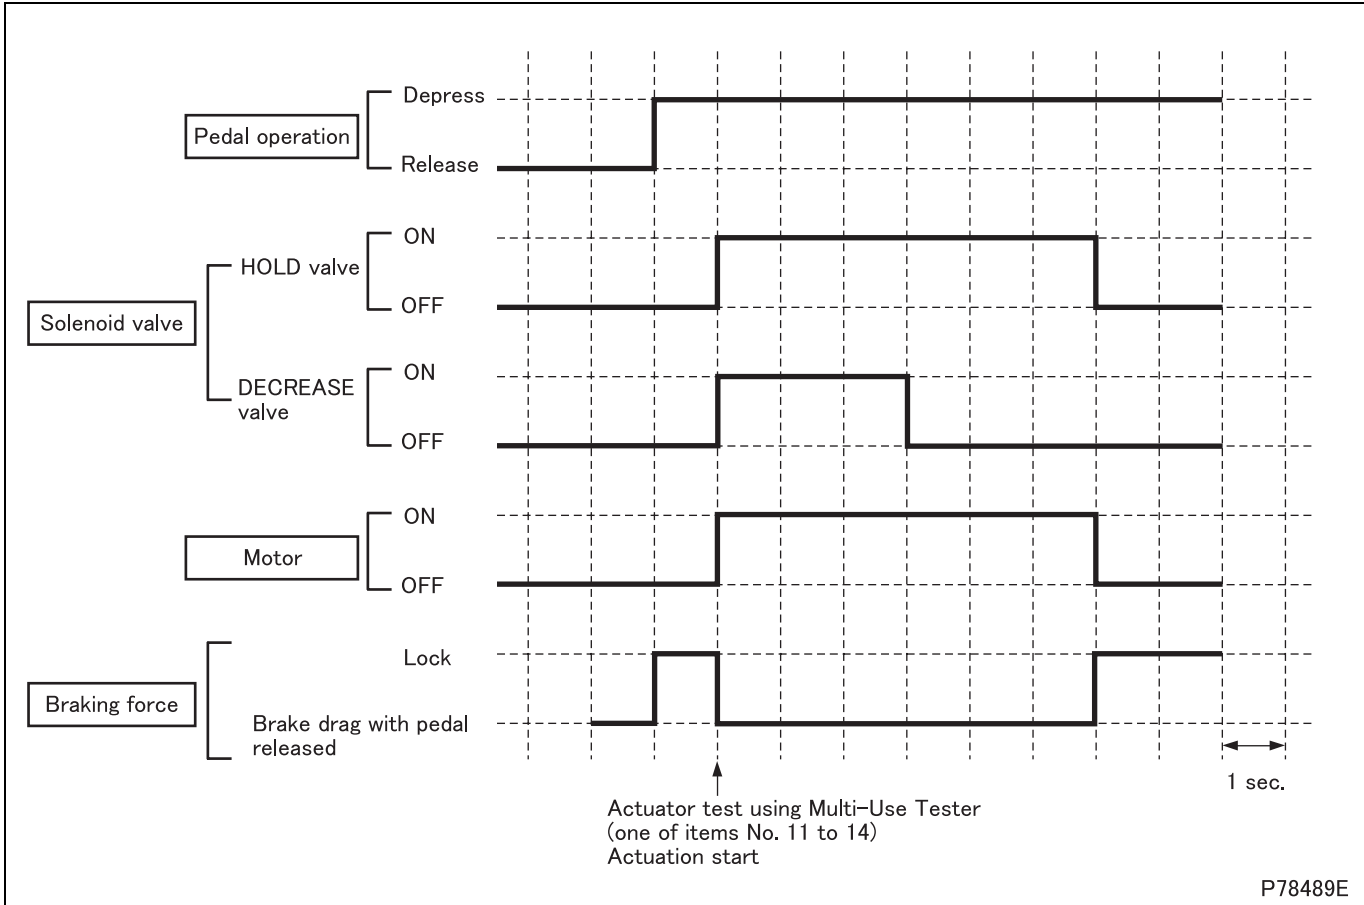 Depress
Pedal operation
Release
ON
HOLD valve
OFF
Solenoid valve
ON
DECREASE
valve
OFF
ON
Motor
OFF
Lock
Braking force
Brake drag with pedal
released
1 sec.
Actuator test using Multi-Use Tester
(one of items No. 11 to 14)
Actuation start
P78489E